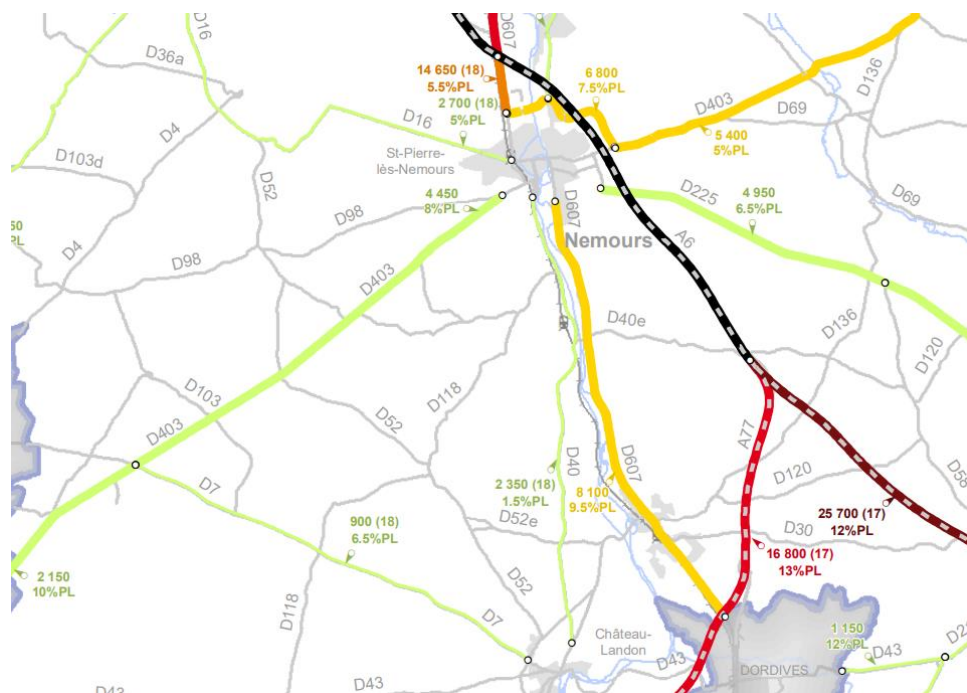 D16
D607
D36a
14 650 (18)
5.5%PL
6 800
7.5%PL
D136
2 700 (18)
5%PL
D403
D69
D4
D16
5 400
5%PL
D103d
St-Pierre-
lès-Nemours
D52
4 450
8%PL
D225
4 950
6.5%PL
D69
D98
D607
50
PL
D4
Nemours
A6
D98
D403
D40e
D136
D120
D103
D118
D52
D403
A77
D7
D40
D607
D120
D58
2 350 (18)
1.5%PL
8 100
9.5%PL
D52e
900 (18)
6.5%PL
25 700 (17)
12%PL
D30
16 800 (17)
13%PL
2 150
10%PL
D52
D118
D7
Château-
Landon
1 150
12%PL
D43
D43
DORDIVES
D43
D43